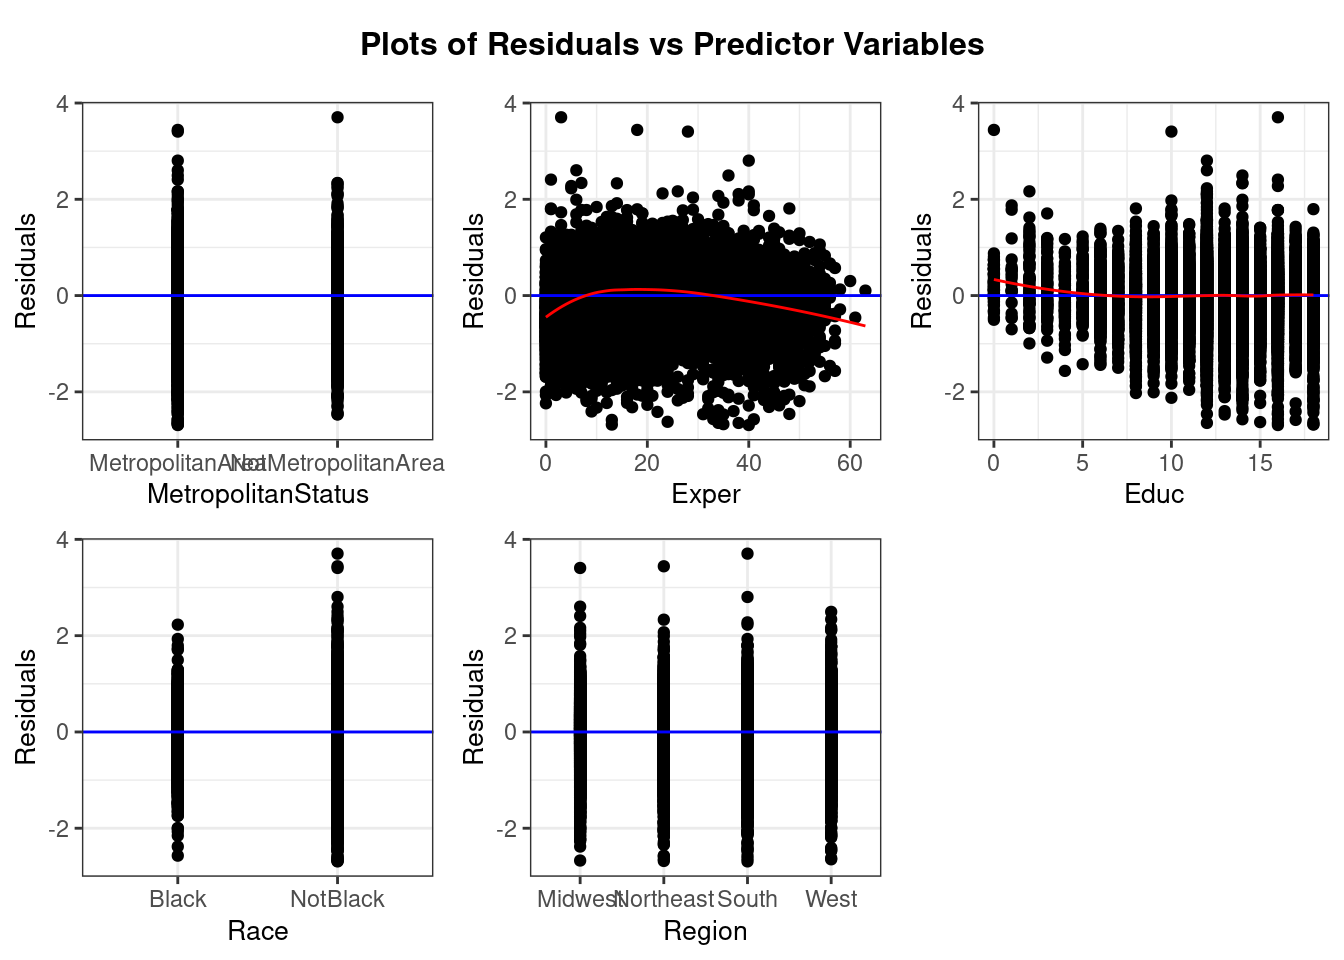 Plots of Residuals vs Predictor Variables
Residuals
4
2
0
-2
MetropolitanArea
NotMetropolitanArea
MetropolitanStatus
Residuals
4
2
0
-2
0 20 40 60
Exper
Residuals
4
2
0
-2
0 5 10 15
Educ
Residuals
4
2
0
-2
Black NotBlack
Race
Residuals
4
2
0
-2
Midwest Northeast South West
Region